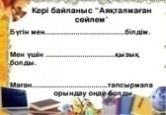 Кері байланыс "Аяқталмаған
сөйлем"
Бүгін мен..............................білдім.
Мен үшін ..........................қызық
болды.
Маған............................тапсырмала
орындау оңай болды